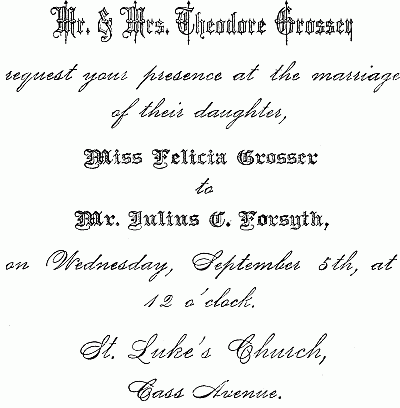 Mr. & Mrs. Theodore Grosser
request your presence at the marriage
of their daughter,
Miss Felicia Grosser
to
Mr. Julius C. Forsyth,
on Wednesday, September 5th, at
12 o'clock.
St. Luke's Church,
Cass Avenue.